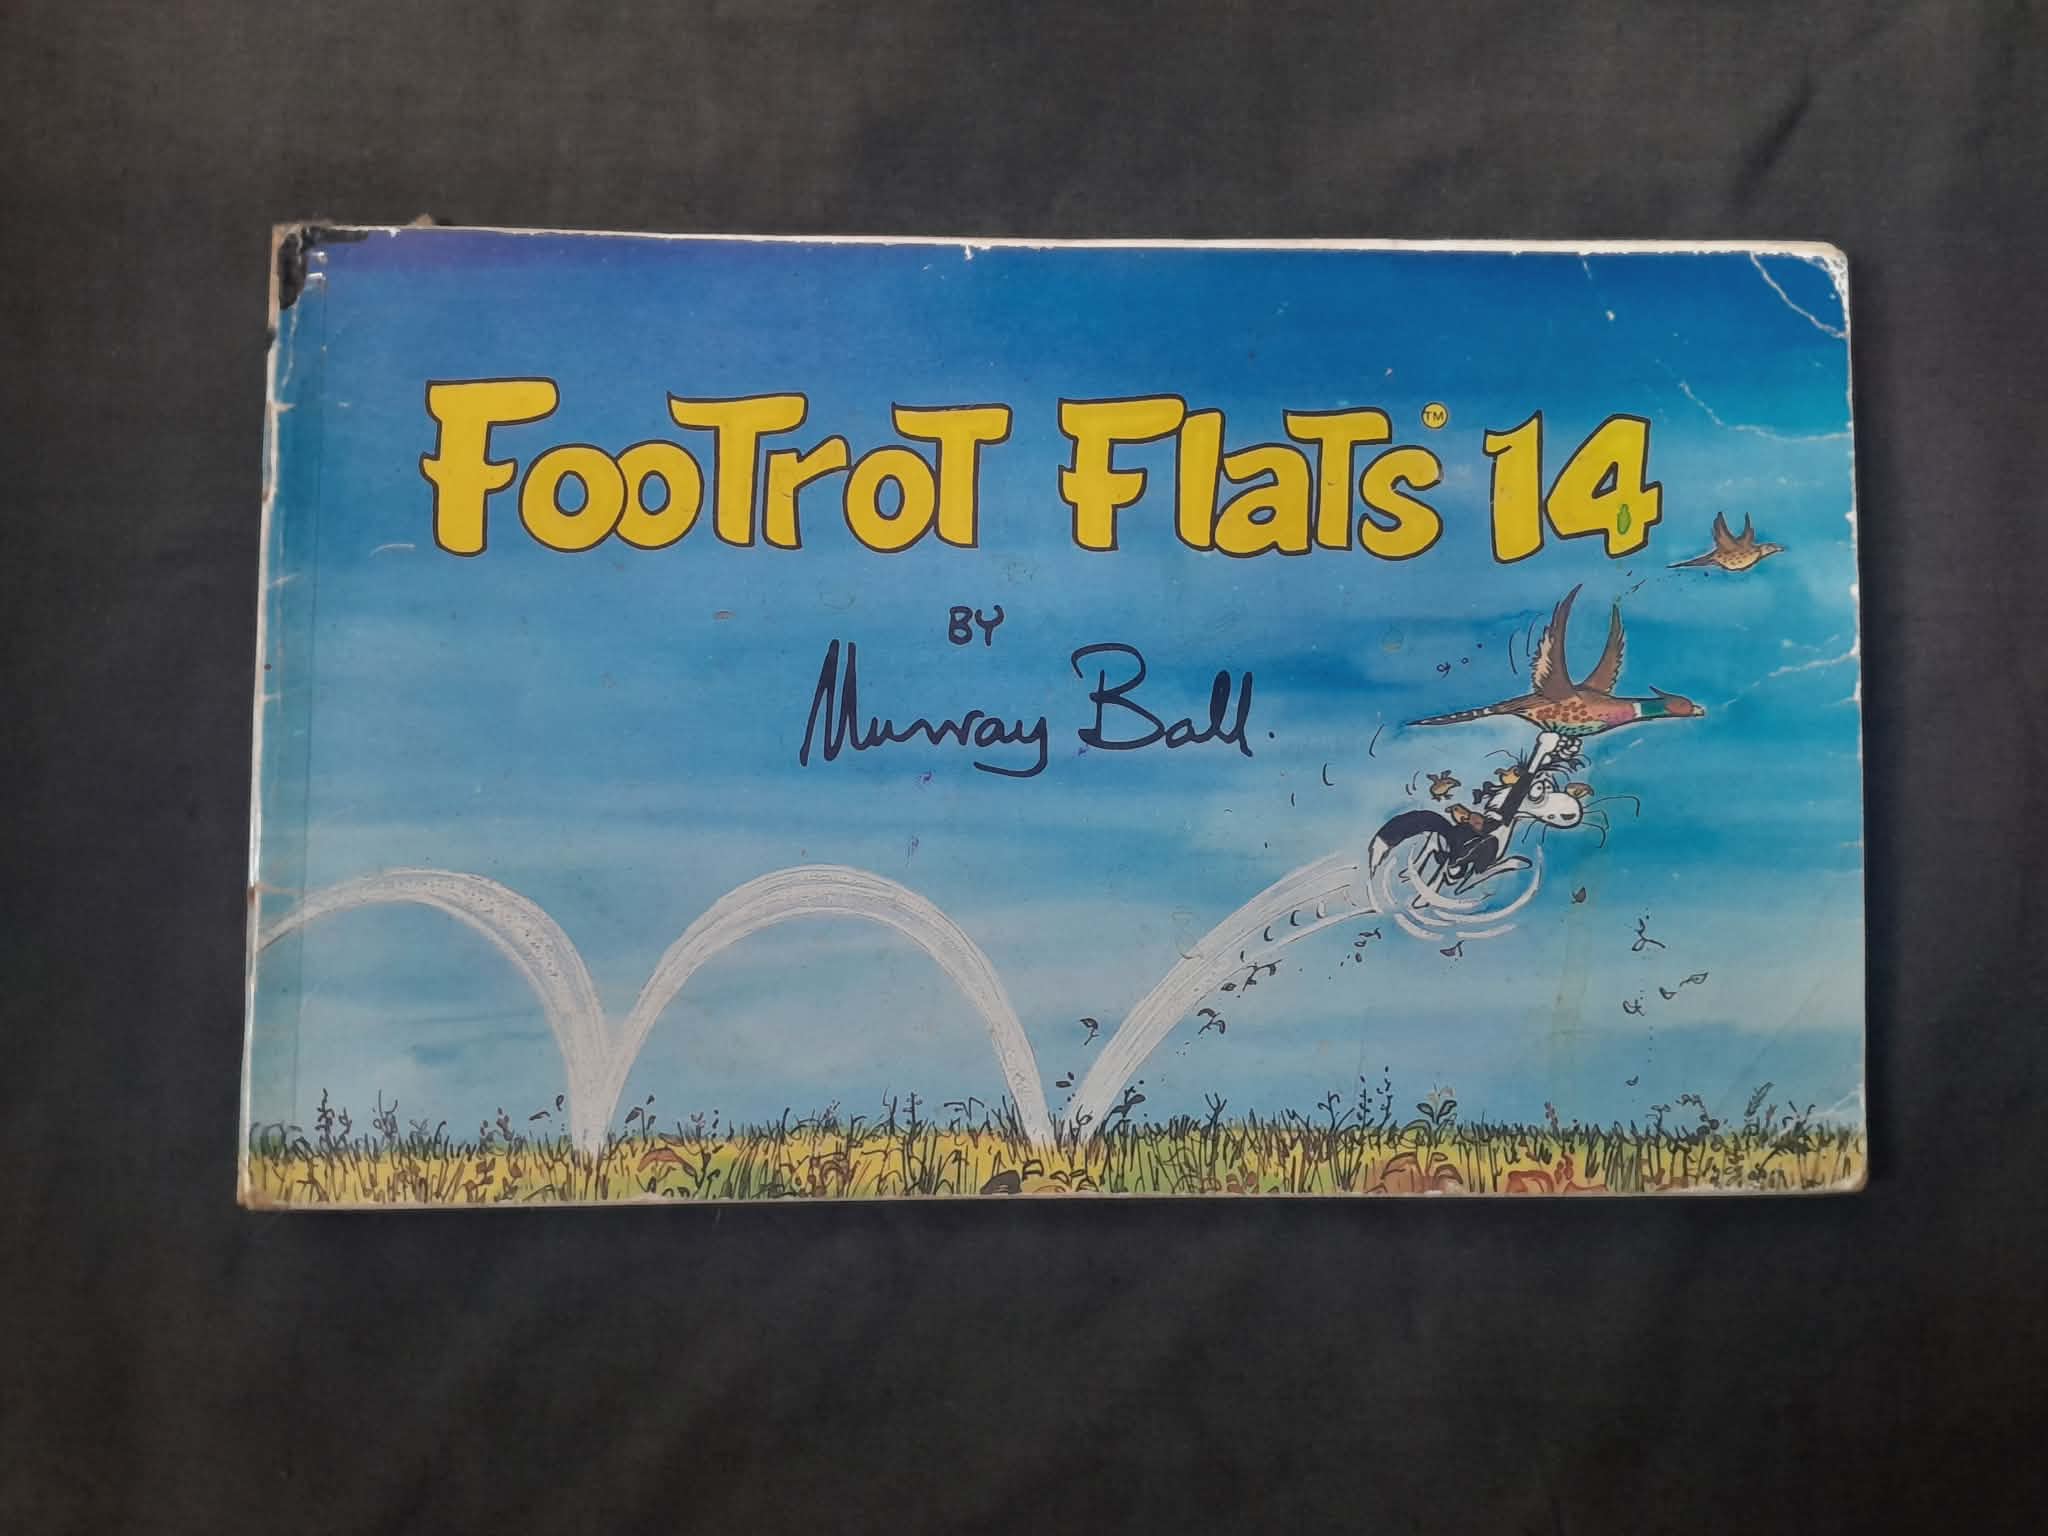 Footrot Flats™ 14
BY
Murray Ball.